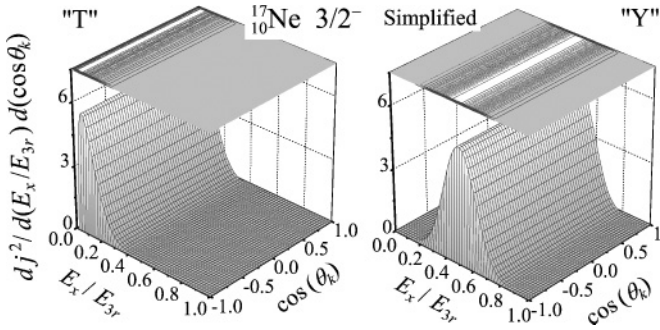 "T" ¹⁷₁₀Ne 3/2⁻ Simplified "Y"
dj²/d(Eₓ/E₃ᵣ) d(cosθₖ)
6
3
0
0.0 0.2 0.4 0.6 0.8 1.0
Eₓ/E₃ᵣ
-1.0 -0.5 0.0 0.5 1.0
cos(θₖ)
6
3
0
0.0 0.2 0.4 0.6 0.8 1.0
Eₓ/E₃ᵣ
-1.0 -0.5 0.0 0.5 1
cos(θₖ)